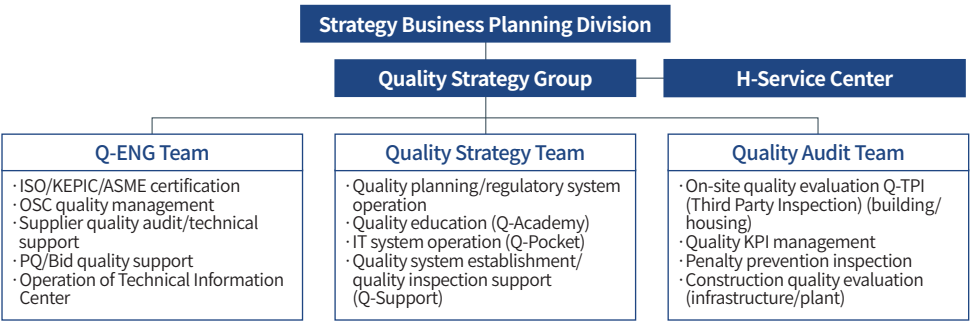 Strategy Business Planning Division
Quality Strategy Group
H-Service Center
Q-ENG Team
· ISO/KEPIC/ASME certification
· OSC quality management
· Supplier quality audit/technical
support
· PQ/Bid quality support
· Operation of Technical Information
Center
Quality Strategy Team
· Quality planning/regulatory system
operation
· Quality education (Q-Academy)
· IT system operation (Q-Pocket)
· Quality system establishment/
quality inspection support
(Q-Support)
Quality Audit Team
· On-site quality evaluation Q-TPI
(Third Party Inspection) (building/
housing)
· Quality KPI management
· Penalty prevention inspection
· Construction quality evaluation
(infrastructure/plant)